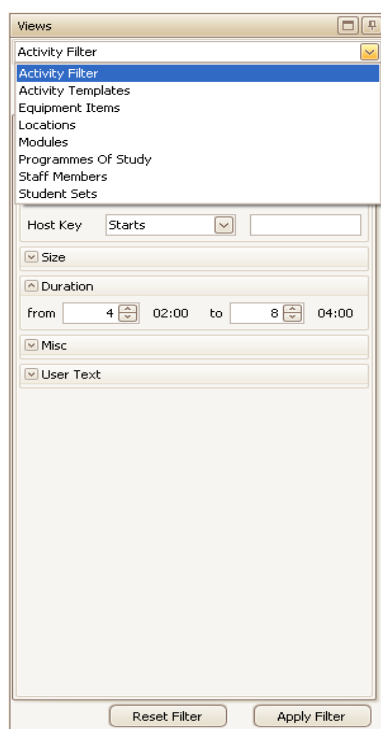 Views
Activity Filter
Activity Filter
Activity Templates
Equipment Items
Locations
Modules
Programmes Of Study
Staff Members
Student Sets
Host Key Starts
Size
Duration
from 4 02:00 to 8 04:00
Misc
User Text
Reset Filter Apply Filter